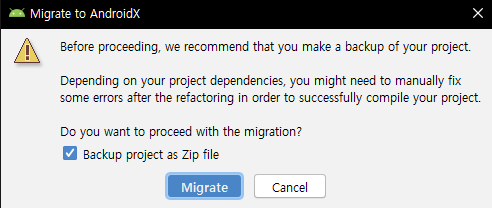 Migrate to AndroidX
Before proceeding, we recommend that you make a backup of your project.
Depending on your project dependencies, you might need to manually fix
some errors after the refactoring in order to successfully compile your project.
Do you want to proceed with the migration?
Backup project as Zip file
Migrate
Cancel